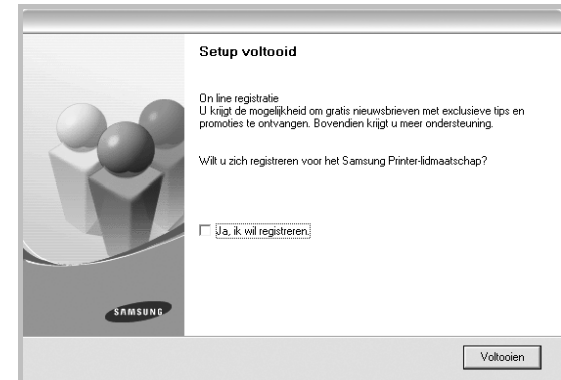 Setup voltooid
On line registratie
U krijgt de mogelijkheid om gratis nieuwsbrieven met exclusieve tips en
promoties te ontvangen. Bovendien krijgt u meer ondersteuning.
Wilt u zich registreren voor het Samsung Printer-lidmaatschap?
Ja, ik wil registreren.
SAMSUNG
Voltooien